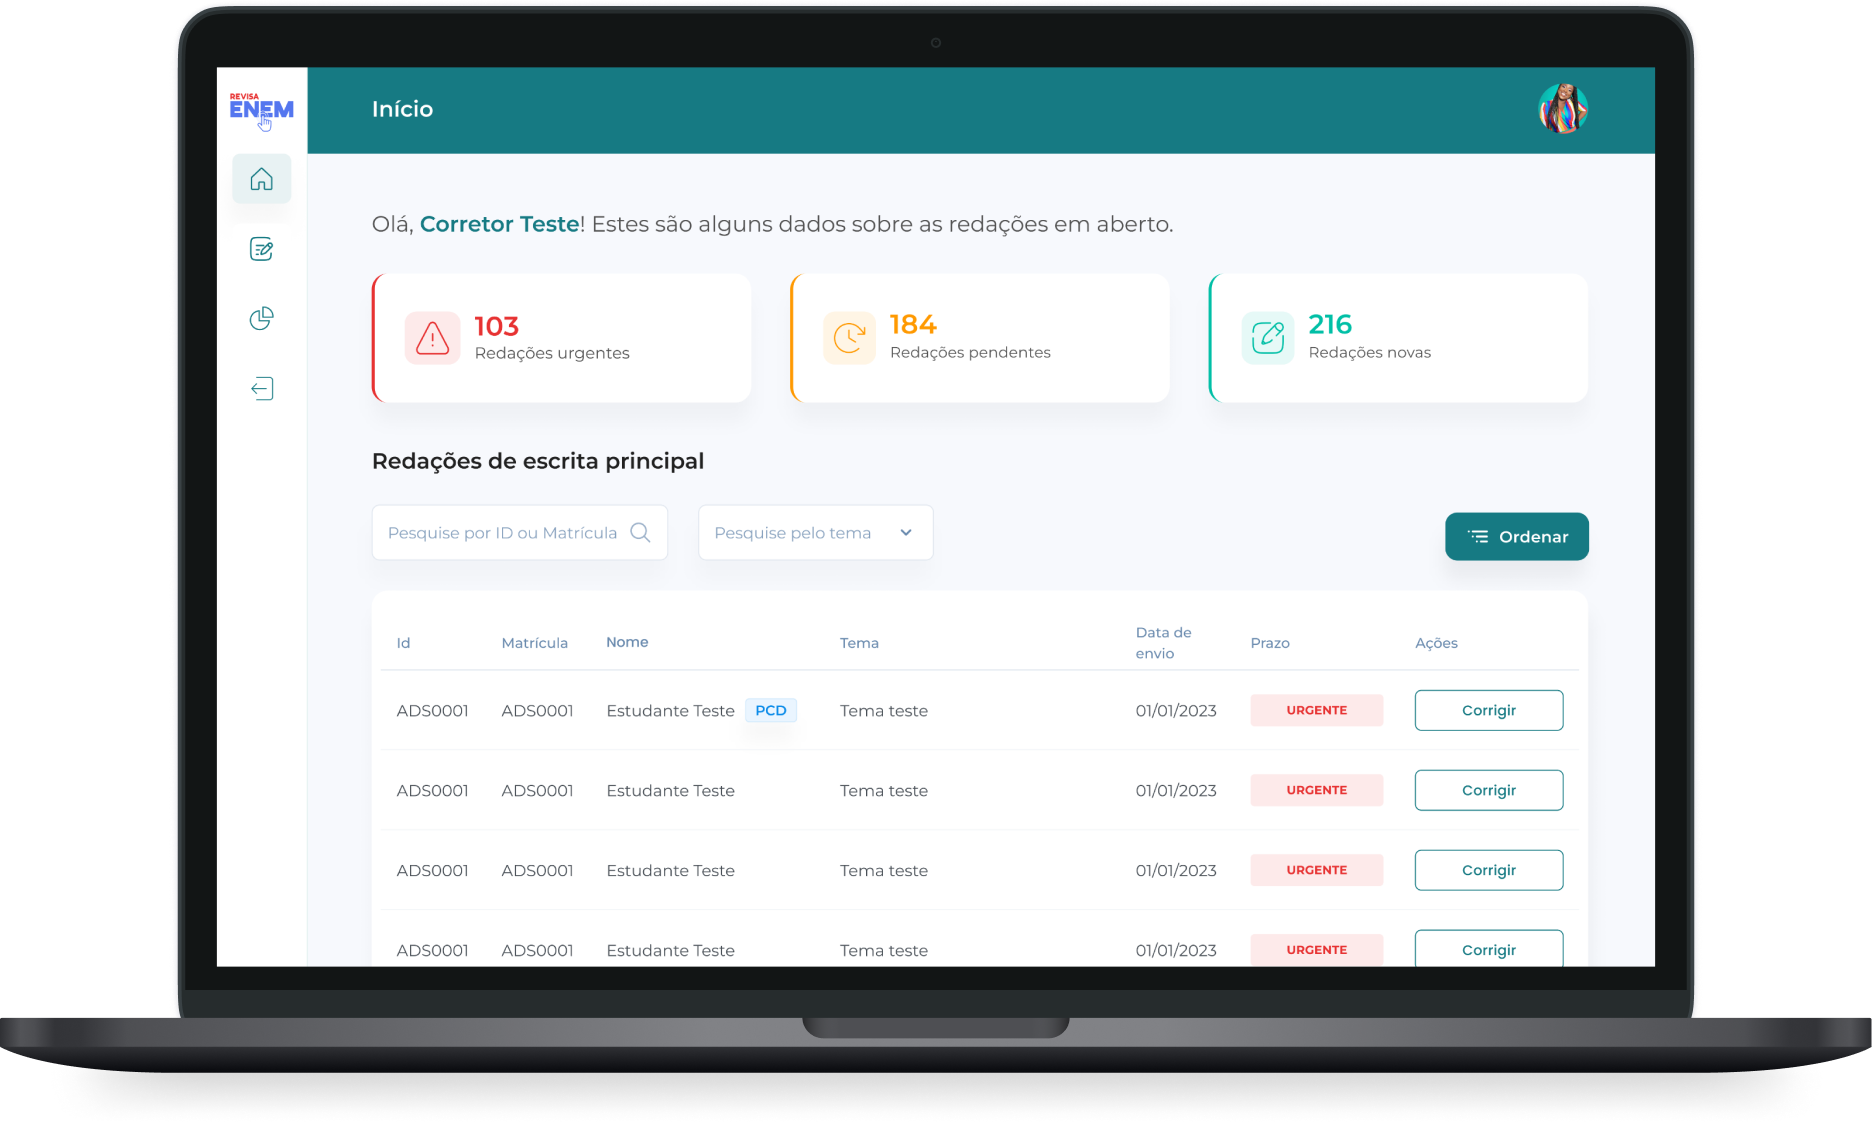 REVISA
ENEM
Início
Olá, Corretor Teste! Estes são alguns dados sobre as redações em aberto.
103
Redações urgentes
184
Redações pendentes
216
Redações novas
Redações de escrita principal
Pesquise por ID ou Matrícula
Pesquise pelo tema
Ordenar
Id Matrícula Nome Tema Data de envio Prazo Ações
ADS0001 ADS0001 Estudante Teste PCD Tema teste 01/01/2023 URGENTE Corrigir
ADS0001 ADS0001 Estudante Teste Tema teste 01/01/2023 URGENTE Corrigir
ADS0001 ADS0001 Estudante Teste Tema teste 01/01/2023 URGENTE Corrigir
ADS0001 ADS0001 Estudante Teste Tema teste 01/01/2023 URGENTE Corrigir